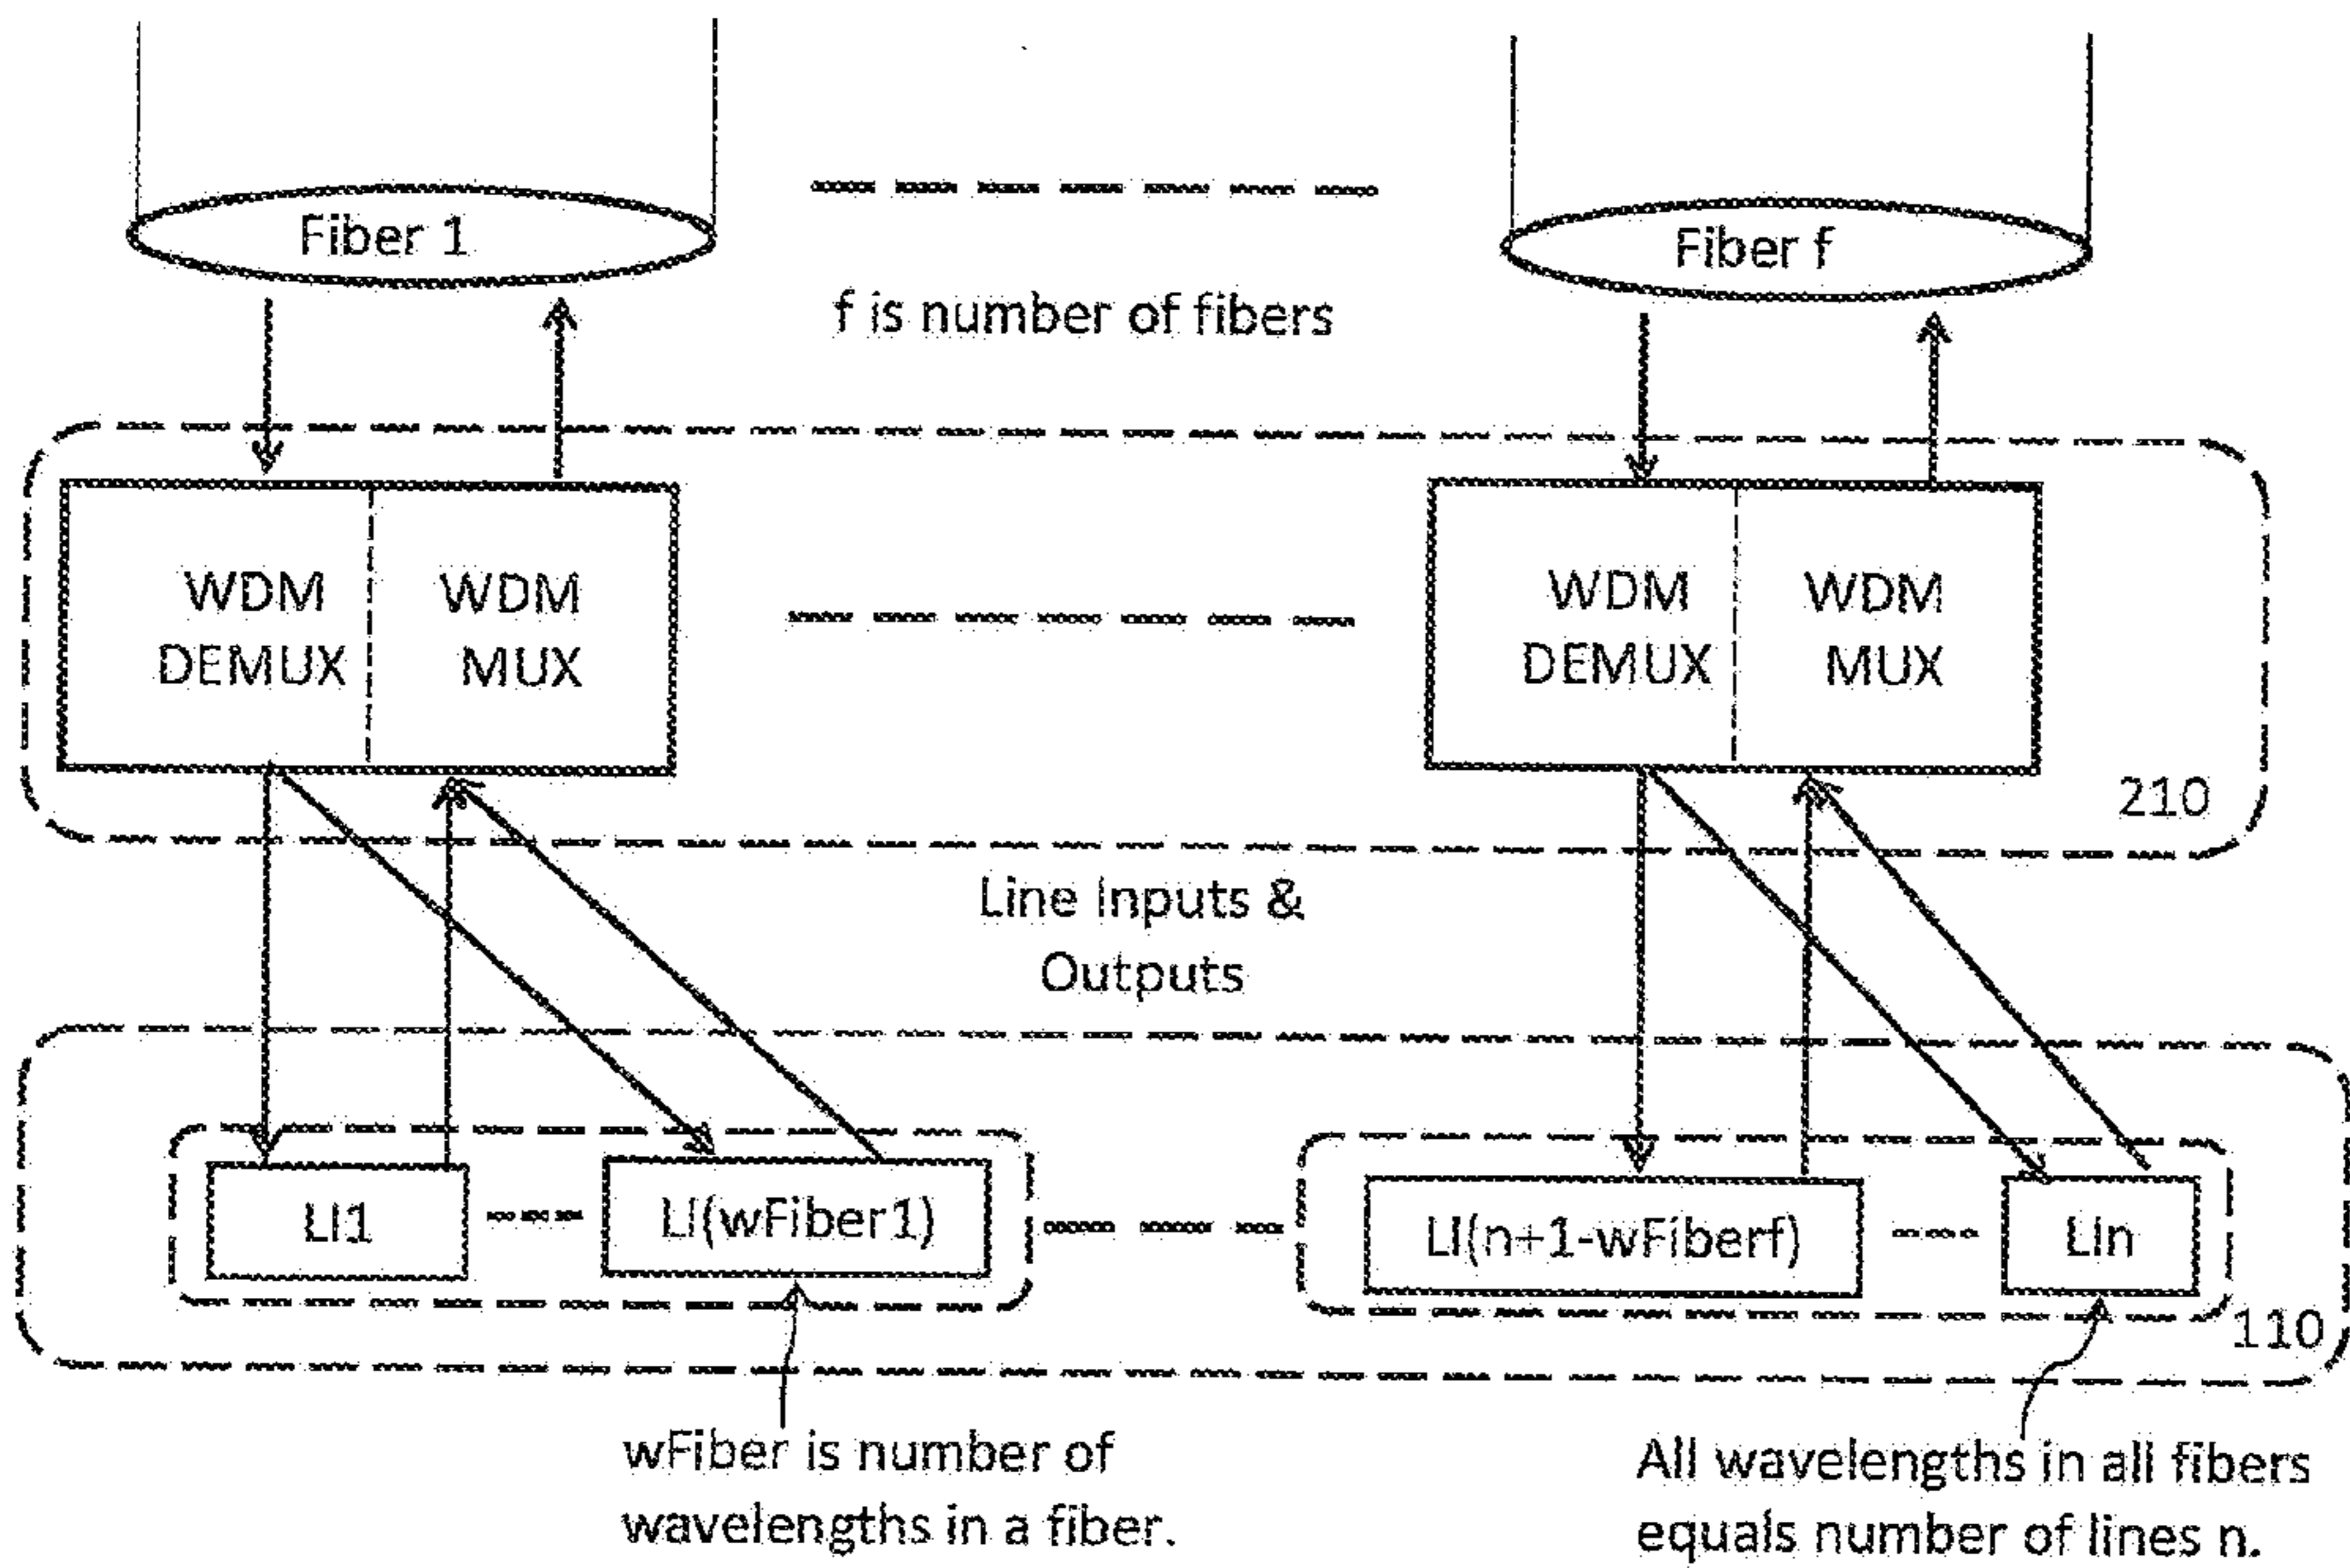 Fiber 1
Fiber f
f is number of fibers
WDM
DEMUX
WDM
MUX
WDM
DEMUX
WDM
MUX
210
Line Inputs &
Outputs
LI1
LI(wFiber1)
LI(n+1-wFiberf)
LIn
110
wFiber is number of
wavelengths in a fiber.
All wavelengths in all fibers
equals number of lines n.